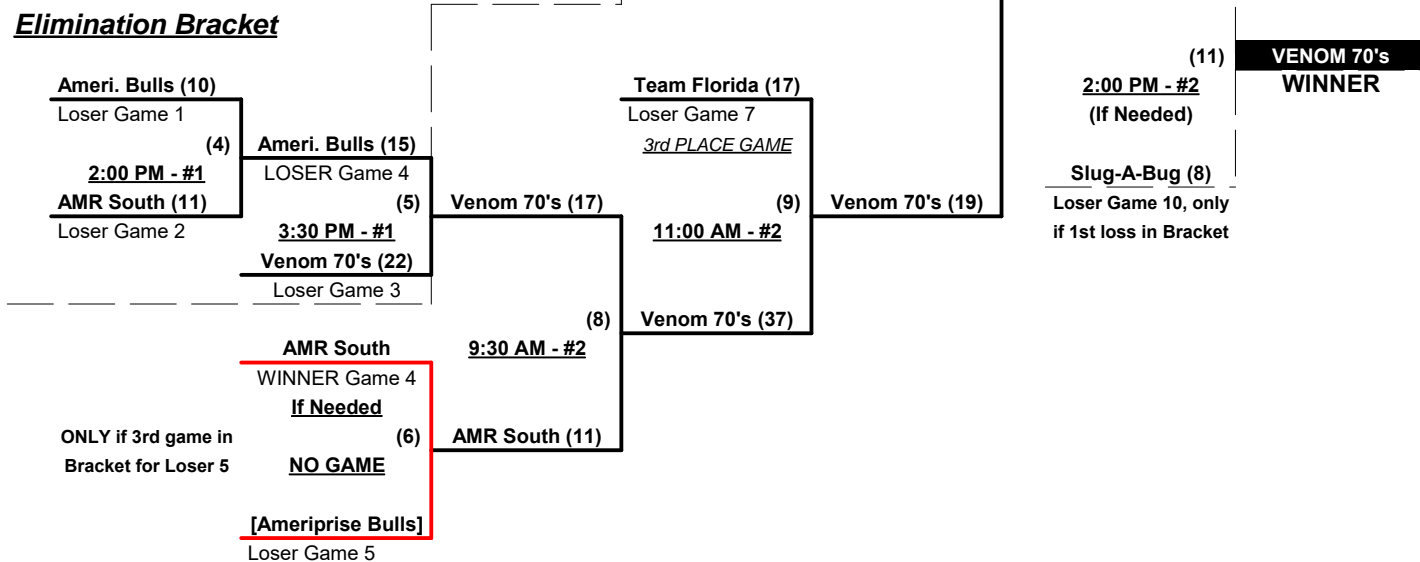 Elimination Bracket
Ameri. Bulls (10)
Loser Game 1
(4)
2:00 PM - #1
AMR South (11)
Loser Game 2
Ameri. Bulls (15)
LOSER Game 4
(5)
3:30 PM - #1
Venom 70's (22)
Loser Game 3
AMR South
WINNER Game 4
If Needed
ONLY if 3rd game in
Bracket for Loser 5
(6)
NO GAME
[Ameriprise Bulls]
Loser Game 5
Venom 70's (17)
(8)
9:30 AM - #2
AMR South (11)
Team Florida (17)
Loser Game 7
3rd PLACE GAME
(9)
11:00 AM - #2
Venom 70's (37)
Venom 70's (19)
(11)
2:00 PM - #2
(If Needed)
Slug-A-Bug (8)
Loser Game 10, only
if 1st loss in Bracket
VENOM 70's
WINNER